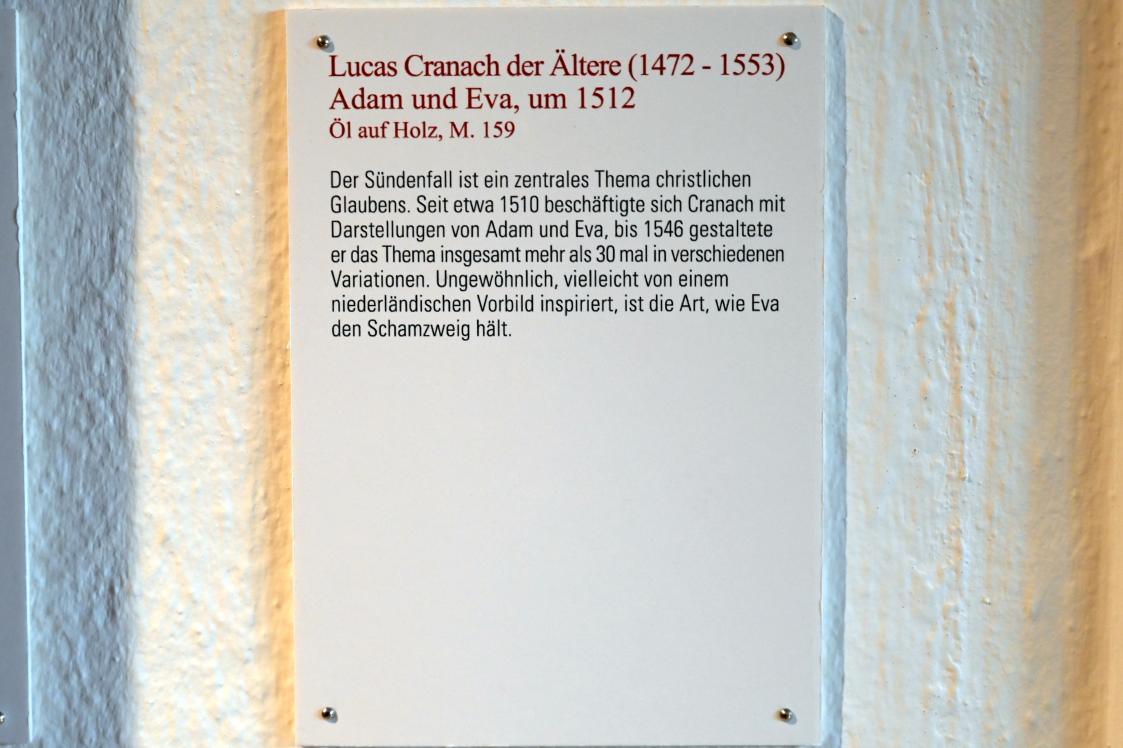 Lucas Cranach der Ältere (1472 - 1553)
Adam und Eva, um 1512
Öl auf Holz, M. 159
Der Sündenfall ist ein zentrales Thema christlichen
Glaubens. Seit etwa 1510 beschäftigte sich Cranach mit
Darstellungen von Adam und Eva, bis 1546 gestaltete
er das Thema insgesamt mehr als 30 mal in verschiedenen
Variationen. Ungewöhnlich, vielleicht von einem
niederländischen Vorbild inspiriert, ist die Art, wie Eva
den Schamzweig hält.